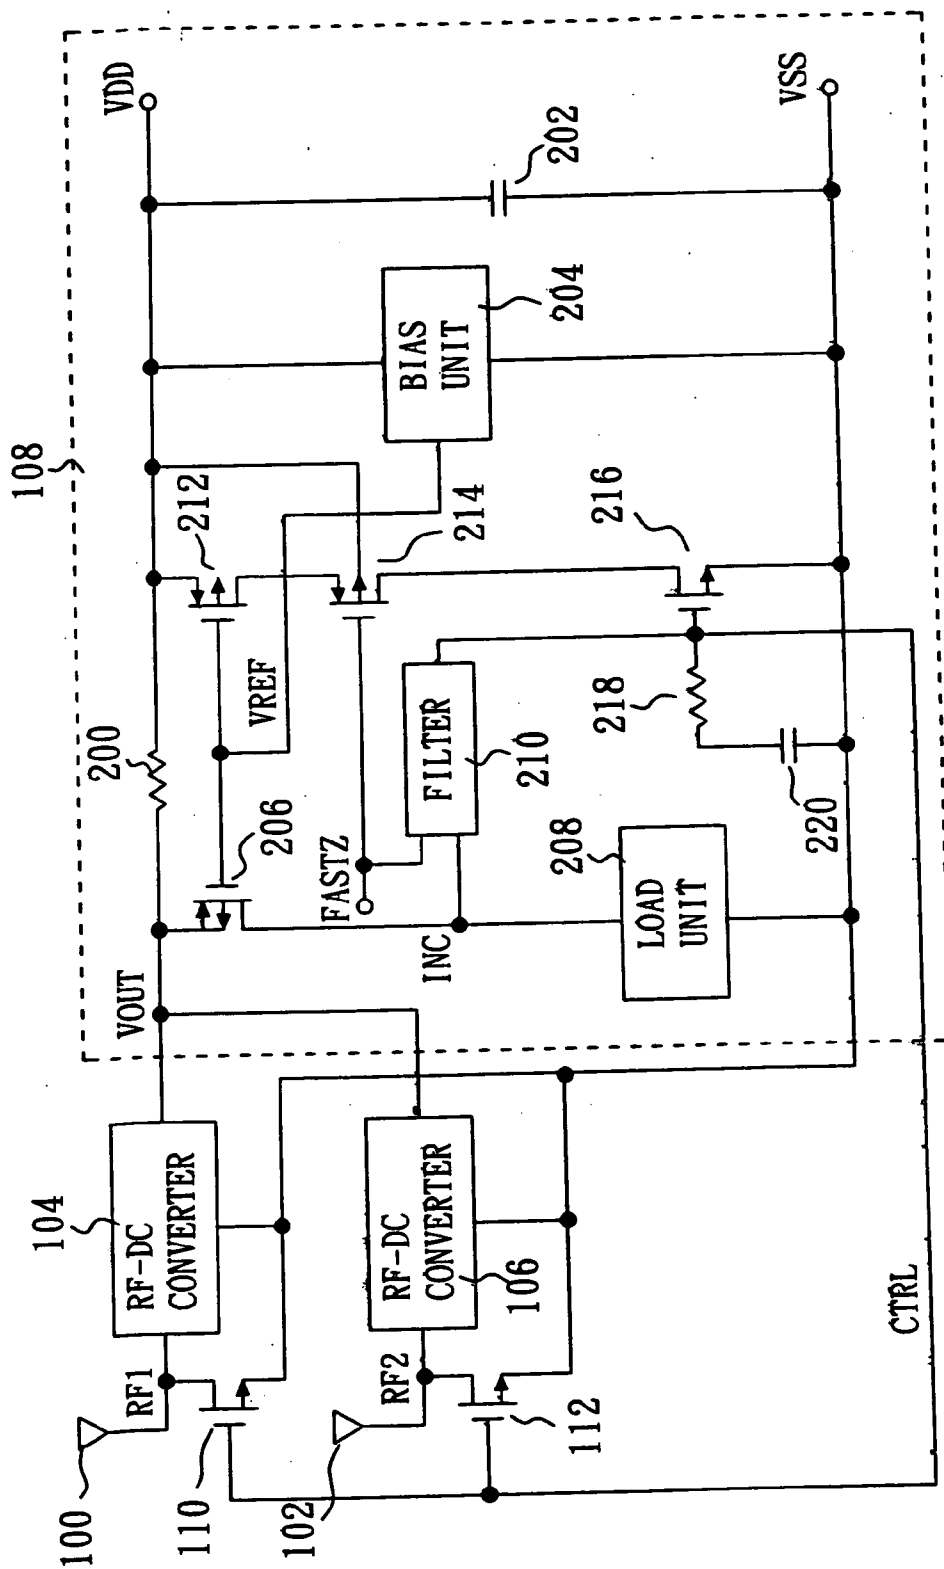 108
VDD
200
212
VOUT
104
RF-DC
CONVERTER
RF1
100
110
206
VREF
214
BIAS
UNIT
204
202
FASTZ
INC
FILTER
210
216
218
220
LOAD
UNIT
208
VSS
RF-DC
CONVERTER
106
RF2
102
112
CTRL